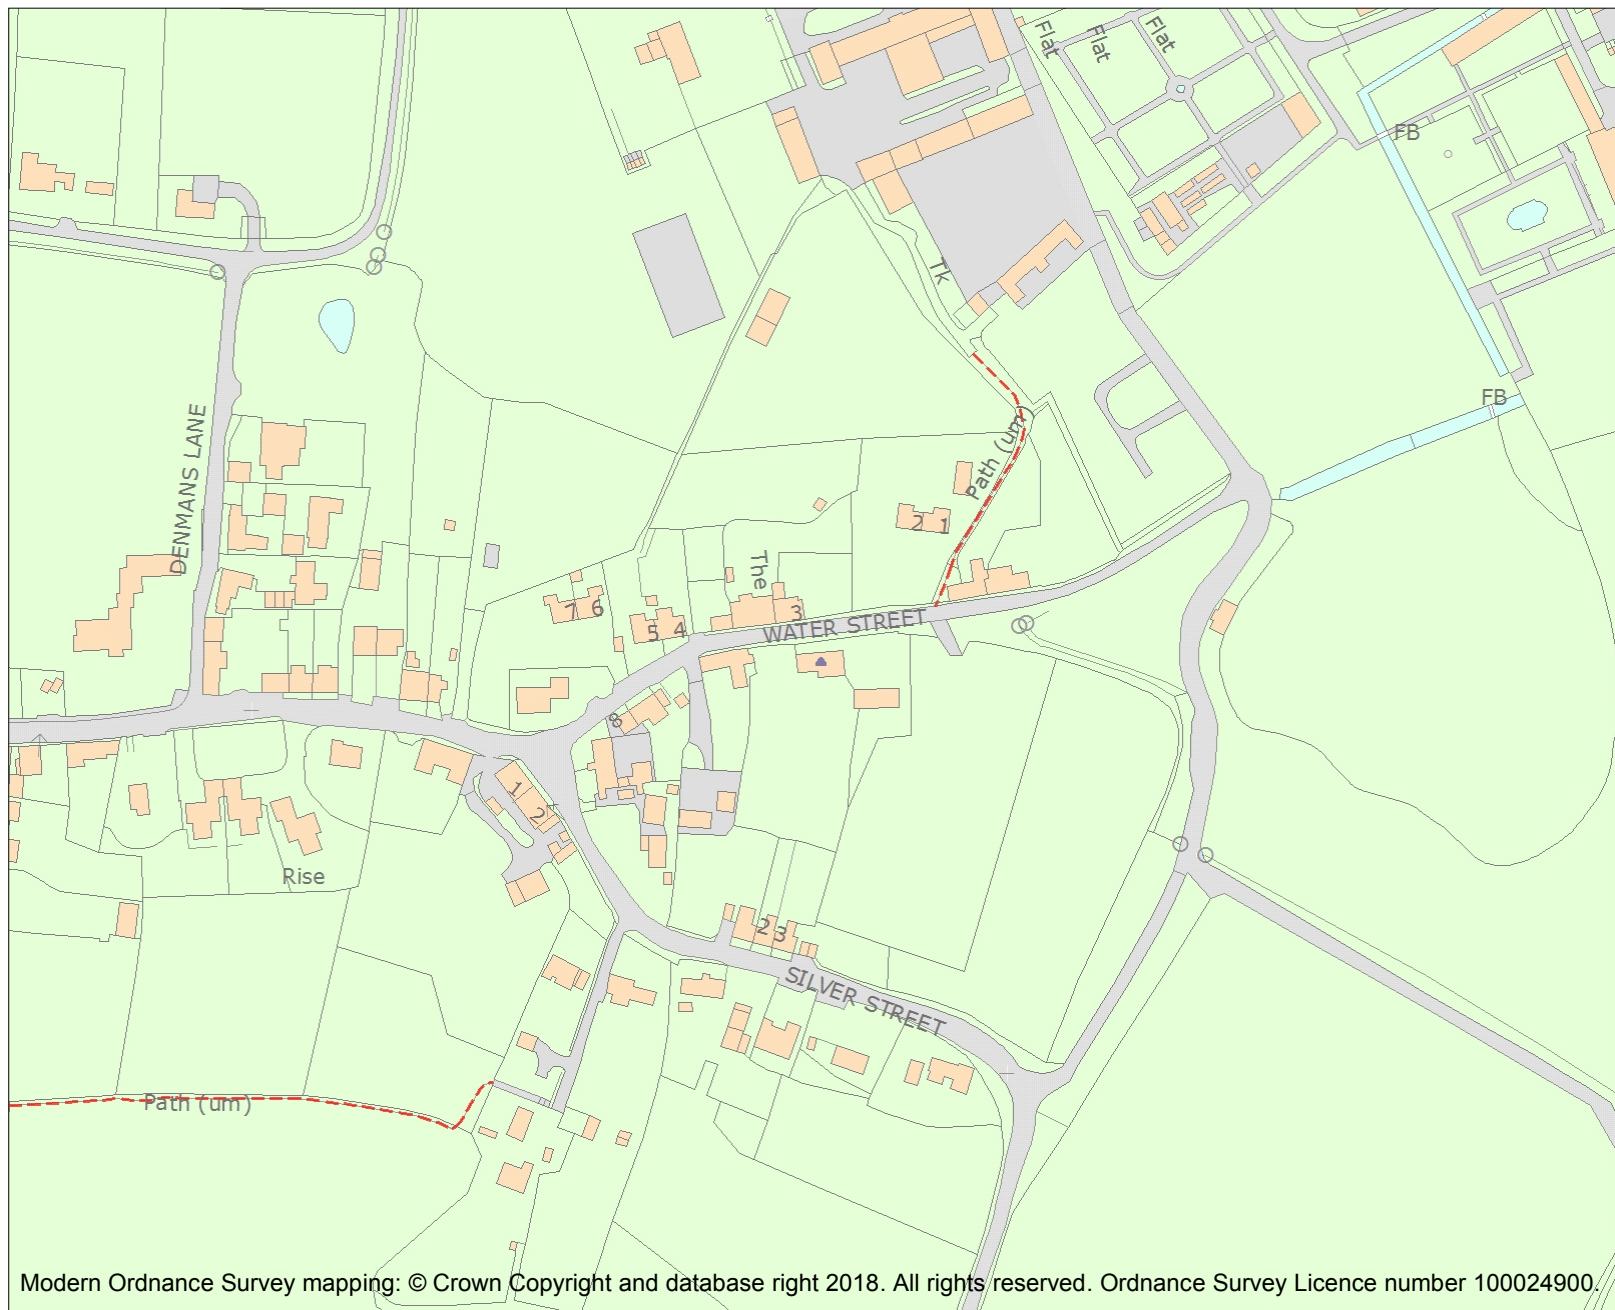 Flat
Flat
Flat
FB
Tk
FB
DENMANS LANE
Path (um)
2 1
The
7 6
5 4
3
WATER STREET
8
1
2
Rise
2
3
SILVER STREET
Path (um)
Modern Ordnance Survey mapping: © Crown Copyright and database right 2018. All rights reserved. Ordnance Survey Licence number 100024900.